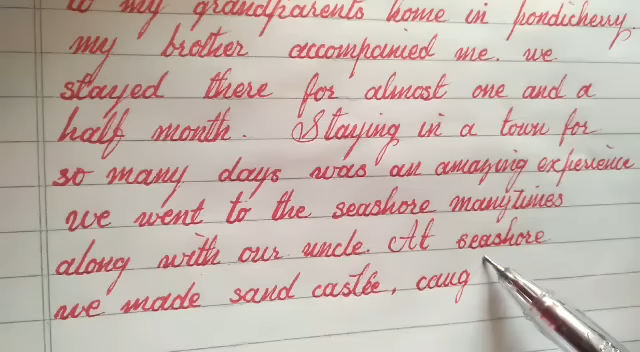 to my grandparents home in pondicherry.
my brother accompanied me. we
stayed there for almost one and a
half month. Staying in a town for
so many days was an amazing experience
we went to the seashore manytimes
along with our uncle. At seashore
we made sand castle, caug